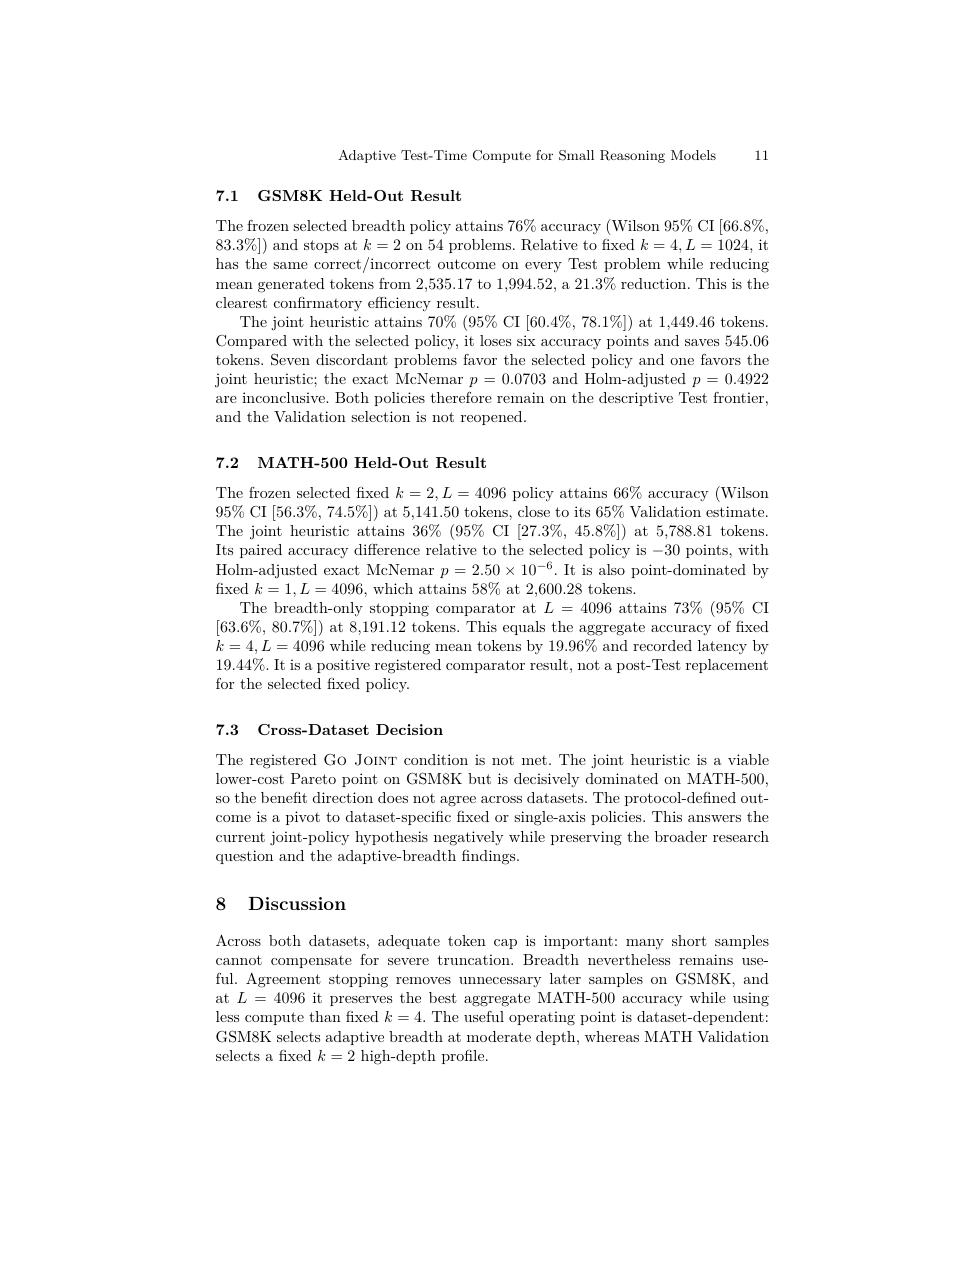 Adaptive Test-Time Compute for Small Reasoning Models 11
7.1 GSM8K Held-Out Result
The frozen selected breadth policy attains 76% accuracy (Wilson 95% CI [66.8%,
83.3%]) and stops at k = 2 on 54 problems. Relative to fixed k = 4, L = 1024, it
has the same correct/incorrect outcome on every Test problem while reducing
mean generated tokens from 2,535.17 to 1,994.52, a 21.3% reduction. This is the
clearest confirmatory efficiency result.
The joint heuristic attains 70% (95% CI [60.4%, 78.1%]) at 1,449.46 tokens.
Compared with the selected policy, it loses six accuracy points and saves 545.06
tokens. Seven discordant problems favor the selected policy and one favors the
joint heuristic; the exact McNemar p = 0.0703 and Holm-adjusted p = 0.4922
are inconclusive. Both policies therefore remain on the descriptive Test frontier,
and the Validation selection is not reopened.
7.2 MATH-500 Held-Out Result
The frozen selected fixed k = 2, L = 4096 policy attains 66% accuracy (Wilson
95% CI [56.3%, 74.5%]) at 5,141.50 tokens, close to its 65% Validation estimate.
The joint heuristic attains 36% (95% CI [27.3%, 45.8%]) at 5,788.81 tokens.
Its paired accuracy difference relative to the selected policy is −30 points, with
Holm-adjusted exact McNemar p = 2.50 × 10⁻⁶. It is also point-dominated by
fixed k = 1, L = 4096, which attains 58% at 2,600.28 tokens.
The breadth-only stopping comparator at L = 4096 attains 73% (95% CI
[63.6%, 80.7%]) at 8,191.12 tokens. This equals the aggregate accuracy of fixed
k = 4, L = 4096 while reducing mean tokens by 19.96% and recorded latency by
19.44%. It is a positive registered comparator result, not a post-Test replacement
for the selected fixed policy.
7.3 Cross-Dataset Decision
The registered Go Joint condition is not met. The joint heuristic is a viable
lower-cost Pareto point on GSM8K but is decisively dominated on MATH-500,
so the benefit direction does not agree across datasets. The protocol-defined out-
come is a pivot to dataset-specific fixed or single-axis policies. This answers the
current joint-policy hypothesis negatively while preserving the broader research
question and the adaptive-breadth findings.
8 Discussion
Across both datasets, adequate token cap is important: many short samples
cannot compensate for severe truncation. Breadth nevertheless remains use-
ful. Agreement stopping removes unnecessary later samples on GSM8K, and
at L = 4096 it preserves the best aggregate MATH-500 accuracy while using
less compute than fixed k = 4. The useful operating point is dataset-dependent:
GSM8K selects adaptive breadth at moderate depth, whereas MATH Validation
selects a fixed k = 2 high-depth profile.